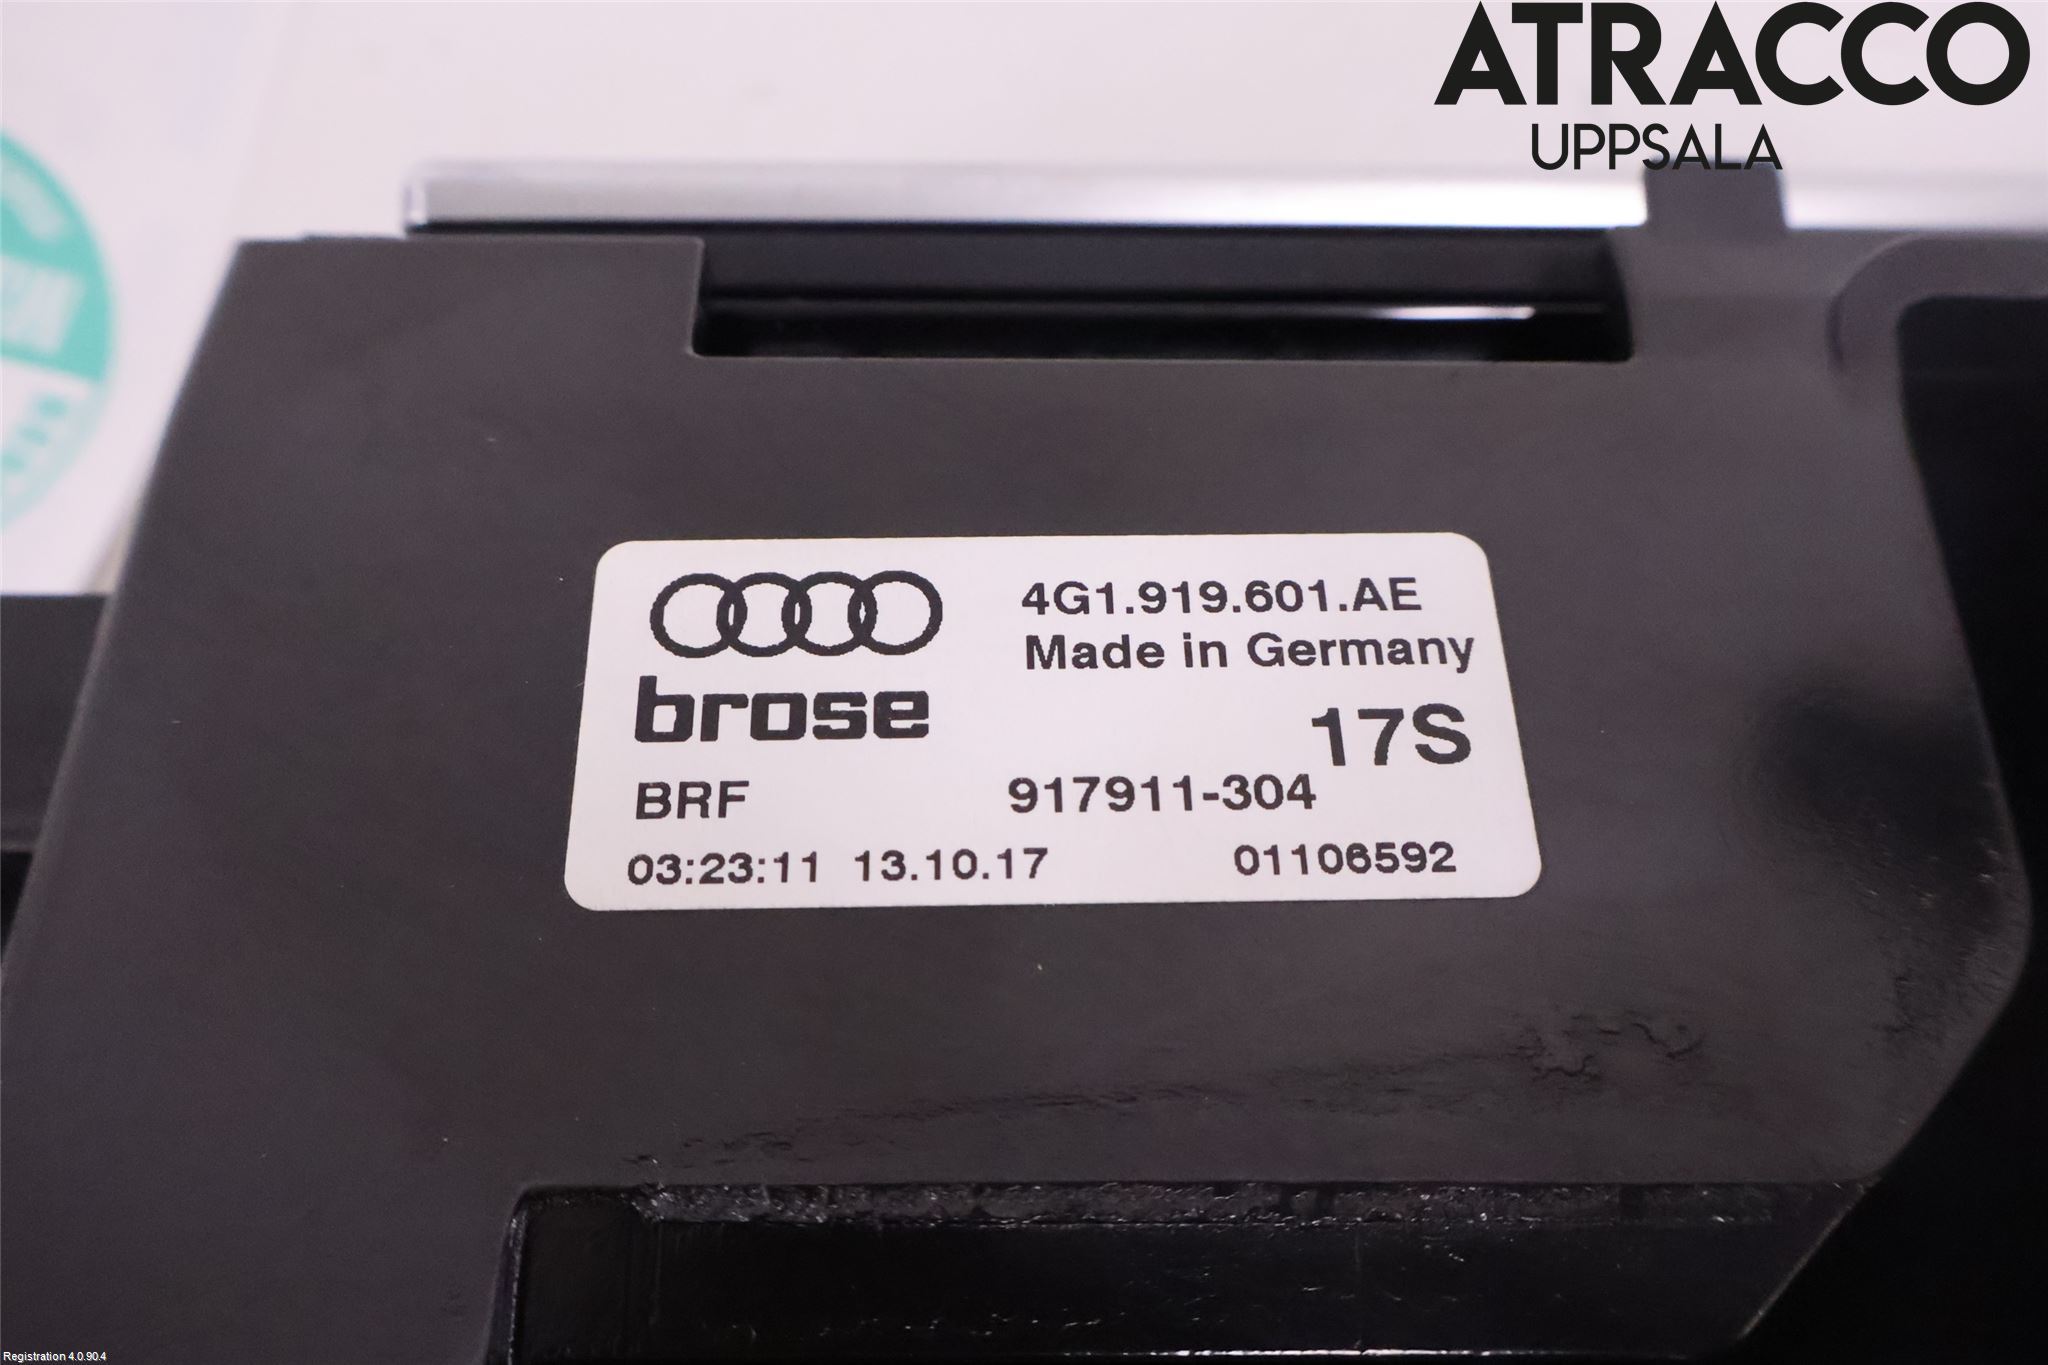 ATRACCO
UPPSALA
4G1.919.601.AE
Made in Germany
brose
17S
BRF 917911-304
03:23:11 13.10.17 01106592
Registration 4.0.90.4